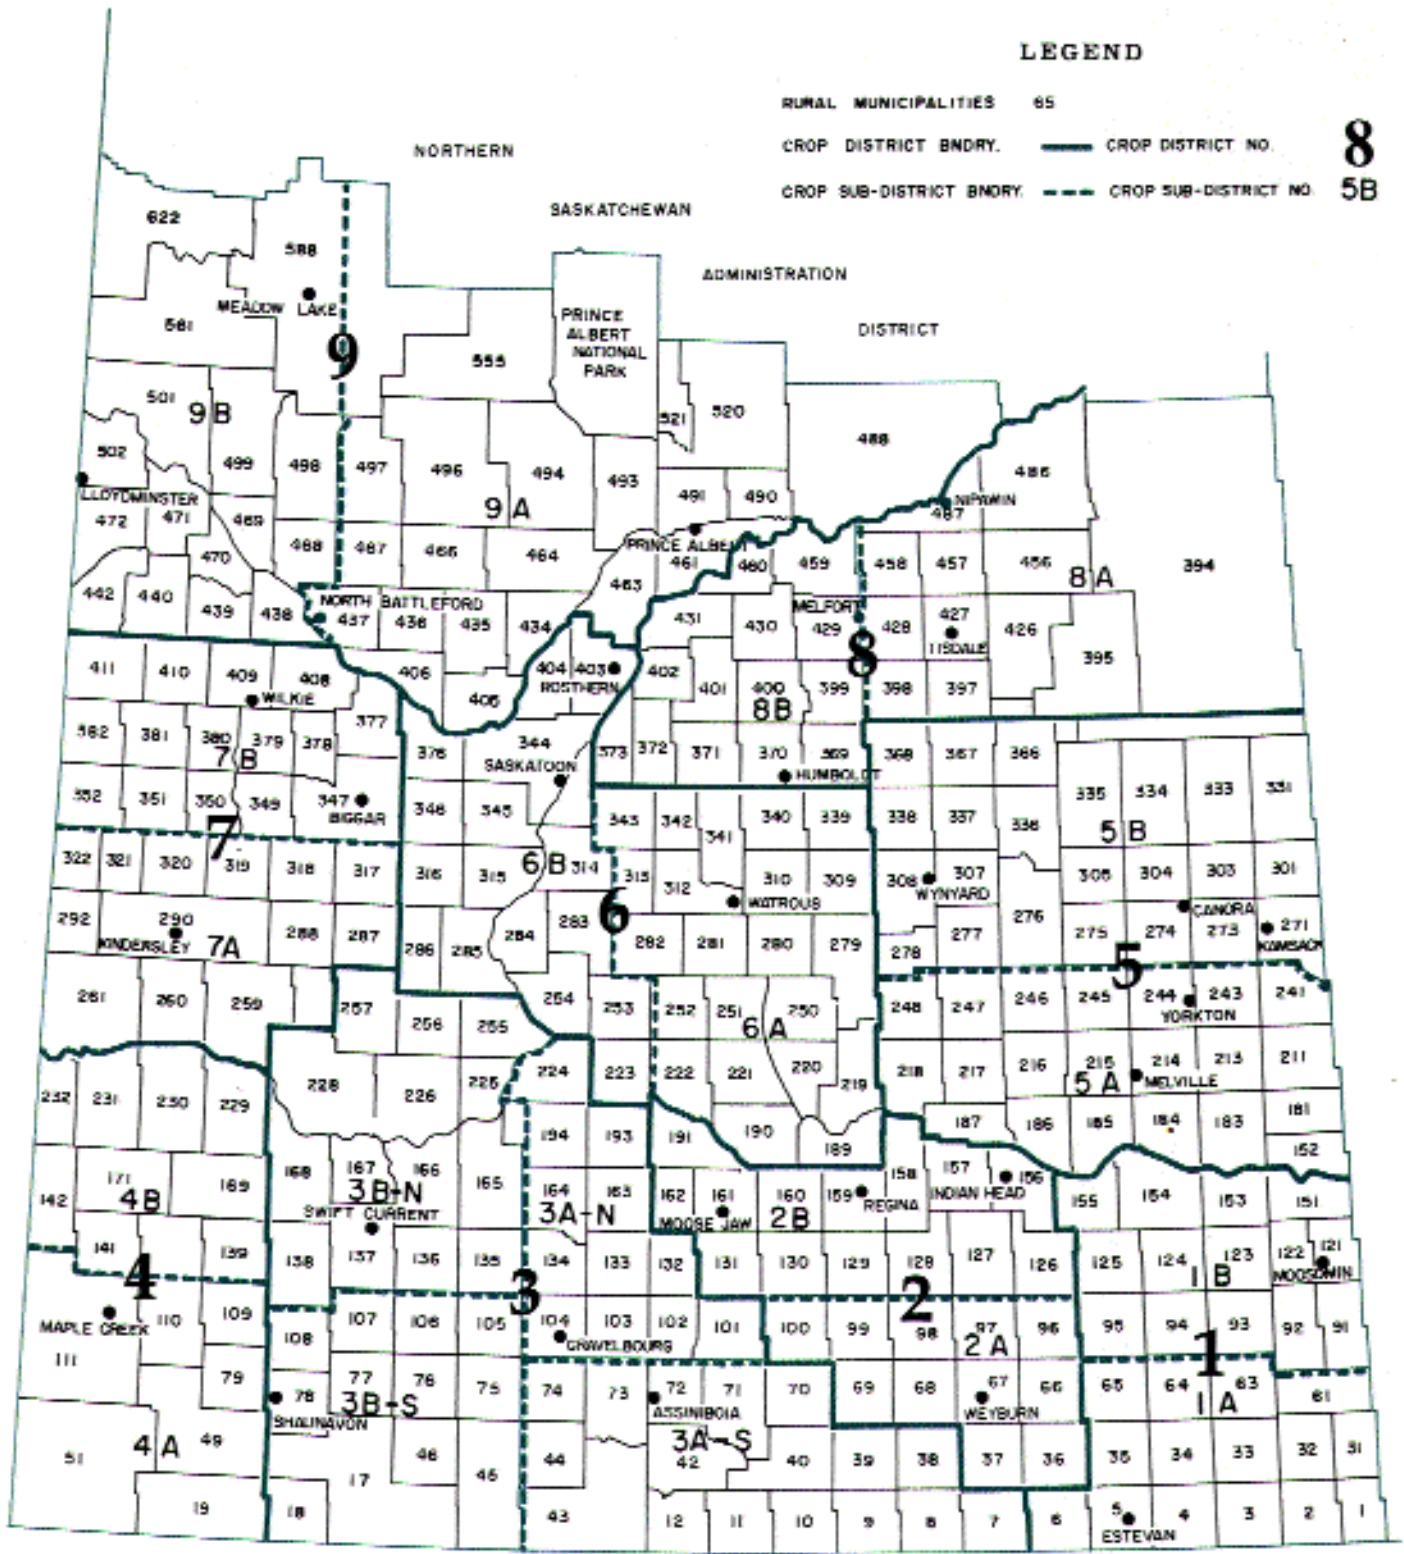 LEGEND
RURAL MUNICIPALITIES 65
CROP DISTRICT BNDRY. CROP DISTRICT NO. 8
CROP SUB-DISTRICT BNDRY. CROP SUB-DISTRICT NO. 5B
NORTHERN
SASKATCHEWAN
ADMINISTRATION
DISTRICT
622
588
MEADOW LAKE
561
9
555
PRINCE
ALBERT
NATIONAL
PARK
521 520
501 9B
488
502 499 498 497 496 494 493 486
LLOYDMINSTER
491 490 NIPAWIN
487
472 471 469 9A
PRINCE ALBERT
470 468 467 466 464 461 460 459 458 457 456
463 8A 394
442 440 439 438
NORTH BATTLEFORD
437 436 435 434
431 430 MELFORT
429 428 427
TISDALE
426 395
8
411 410 409 408 406 405 404 403
ROSTHERN
402 401 400 399 398 397
WILKIE
8B
382 381 380 379 378 377 376 344 373 372 371 370 369 368 367 366
7B
SASKATOON
HUMBOLDT
352 351 350 349 347
BIGGAR
346 345 343 342 341 340 339 338 337 336 335 334 333 331
7
5B
322 321 320 319 318 317 316 315 6B 314 313 312 310 309 308 307 305 304 303 301
WATROUS WYNYARD
6
292 290 288 287 286 285 284 283 282 281 280 279 278 277 276 275 274 273 271
KINDERSLEY 7A
CANORA
KAMSACK
5
261 260 259 257 256 255 254 253 252 251 250 248 247 246 245 244 243 241
6A
YORKTON
232 231 230 229 228 226 225 224 223 222 221 220 219 218 217 216 215 214 213 211
5A MELVILLE
194 193 191 190 189 187 186 185 184 183 181
171 169 168 167 166 165 164 163 162 161 160 159 158 157 156 155 154 153 152 151
142 4B 3B-N 3A-N 2B
SWIFT CURRENT
MOOSE JAW
REGINA
INDIAN HEAD
141 139 138 137 136 135 134 133 132 131 130 129 128 127 126 125 124 123 122 121
1B MOOSOMIN
4 3 2
MAPLE CREEK
110 109 108 107 106 105 104 103 102 101 100 99 98 97 96 95 94 93 92 91
GRAVELBOURG
2A
1
111 79 78 77 76 75 74 73 72 71 70 69 68 67 66 65 64 63 61
SHAUNAVON
3B-S
ASSINIBOIA
WEYBURN
1A
51 4A 49 46 45 44 3A-S
42 40 39 38 37 36 35 34 33 32 31
19 18 17 43 12 11 10 9 8 7 6 5 4 3 2 1
ESTEVAN